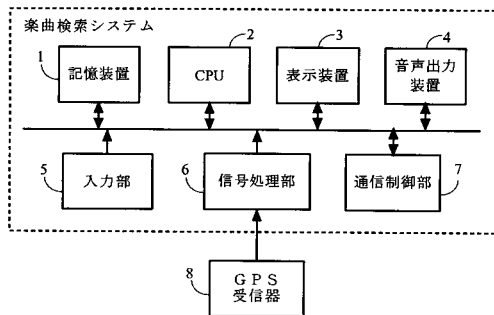 楽曲検索システム
1
2
3
4
記憶装置
CPU
表示装置
音声出力
装置
5
入力部
6
信号処理部
通信制御部
7
8
GPS
受信器